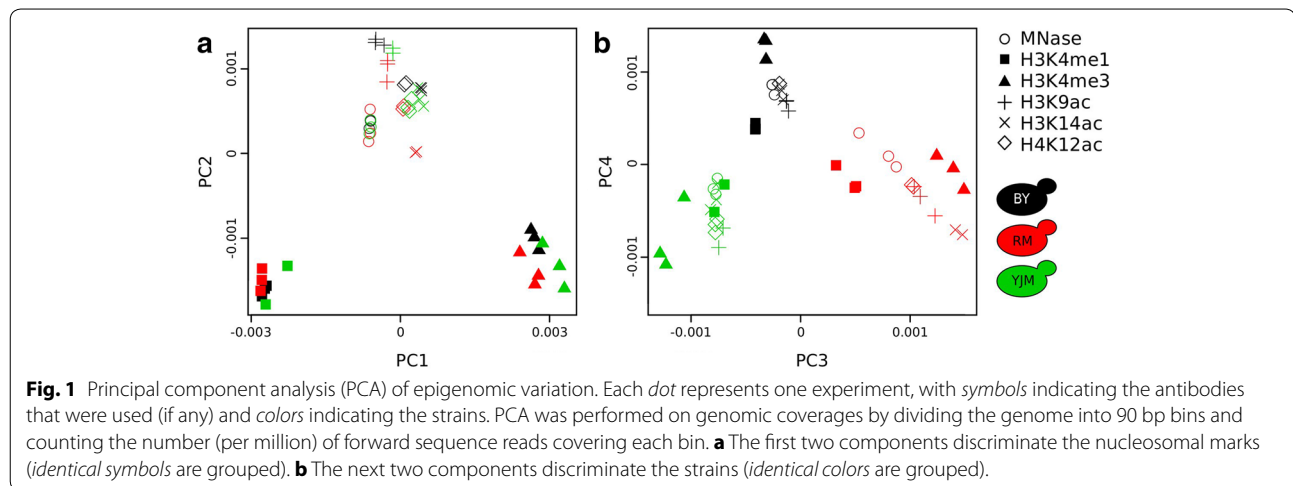 a
b
0.001
0
-0.001
PC2
-0.003
0
0.003
PC1
0.001
0
-0.001
PC4
-0.001
0
0.001
PC3
MNase
H3K4me1
H3K4me3
H3K9ac
H3K14ac
H4K12ac
BY
RM
YJM
Fig. 1 Principal component analysis (PCA) of epigenomic variation. Each dot represents one experiment, with symbols indicating the antibodies
that were used (if any) and colors indicating the strains. PCA was performed on genomic coverages by dividing the genome into 90 bp bins and
counting the number (per million) of forward sequence reads covering each bin. a The first two components discriminate the nucleosomal marks
(identical symbols are grouped). b The next two components discriminate the strains (identical colors are grouped).